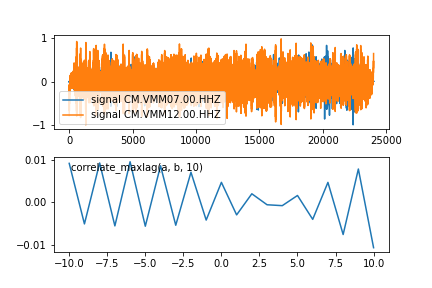 1
0
−1
signal CM.VMM07.00.HHZ
signal CM.VMM12.00.HHZ
0 5000 10000 15000 20000 25000
0.01
0.00
−0.01
correlate_maxlag(a, b, 10)
−10.0 −7.5 −5.0 −2.5 0.0 2.5 5.0 7.5 10.0